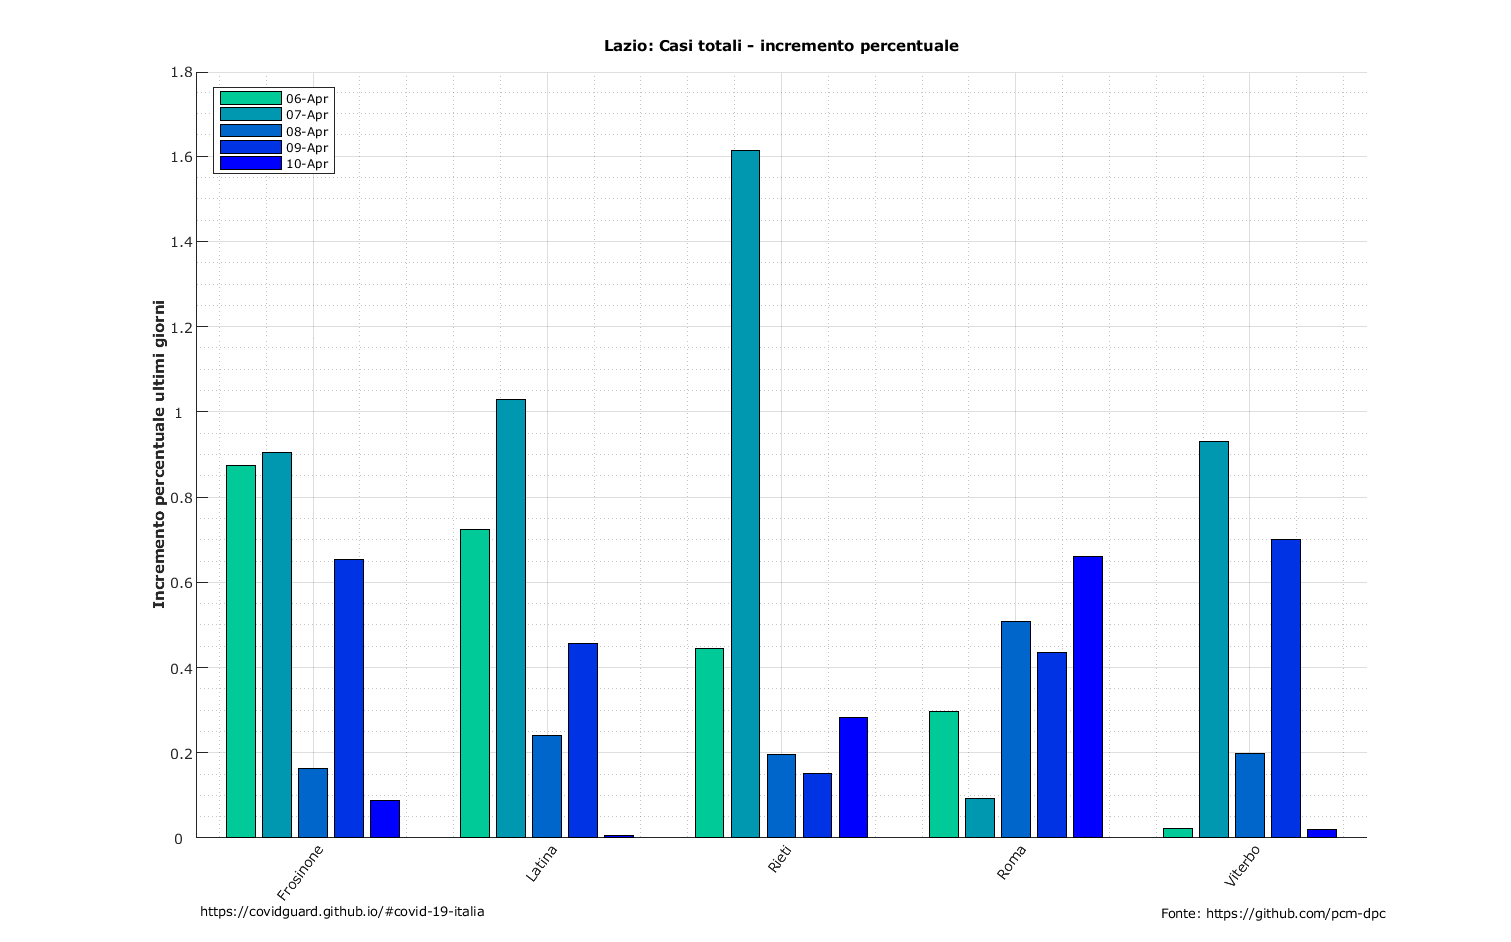 Lazio: Casi totali - incremento percentuale
Incremento percentuale ultimi giorni
1.8
1.6
1.4
1.2
1
0.8
0.6
0.4
0.2
0
06-Apr
07-Apr
08-Apr
09-Apr
10-Apr
Frosinone
Latina
Rieti
Roma
Viterbo
https://covidguard.github.io/#covid-19-italia
Fonte: https://github.com/pcm-dpc